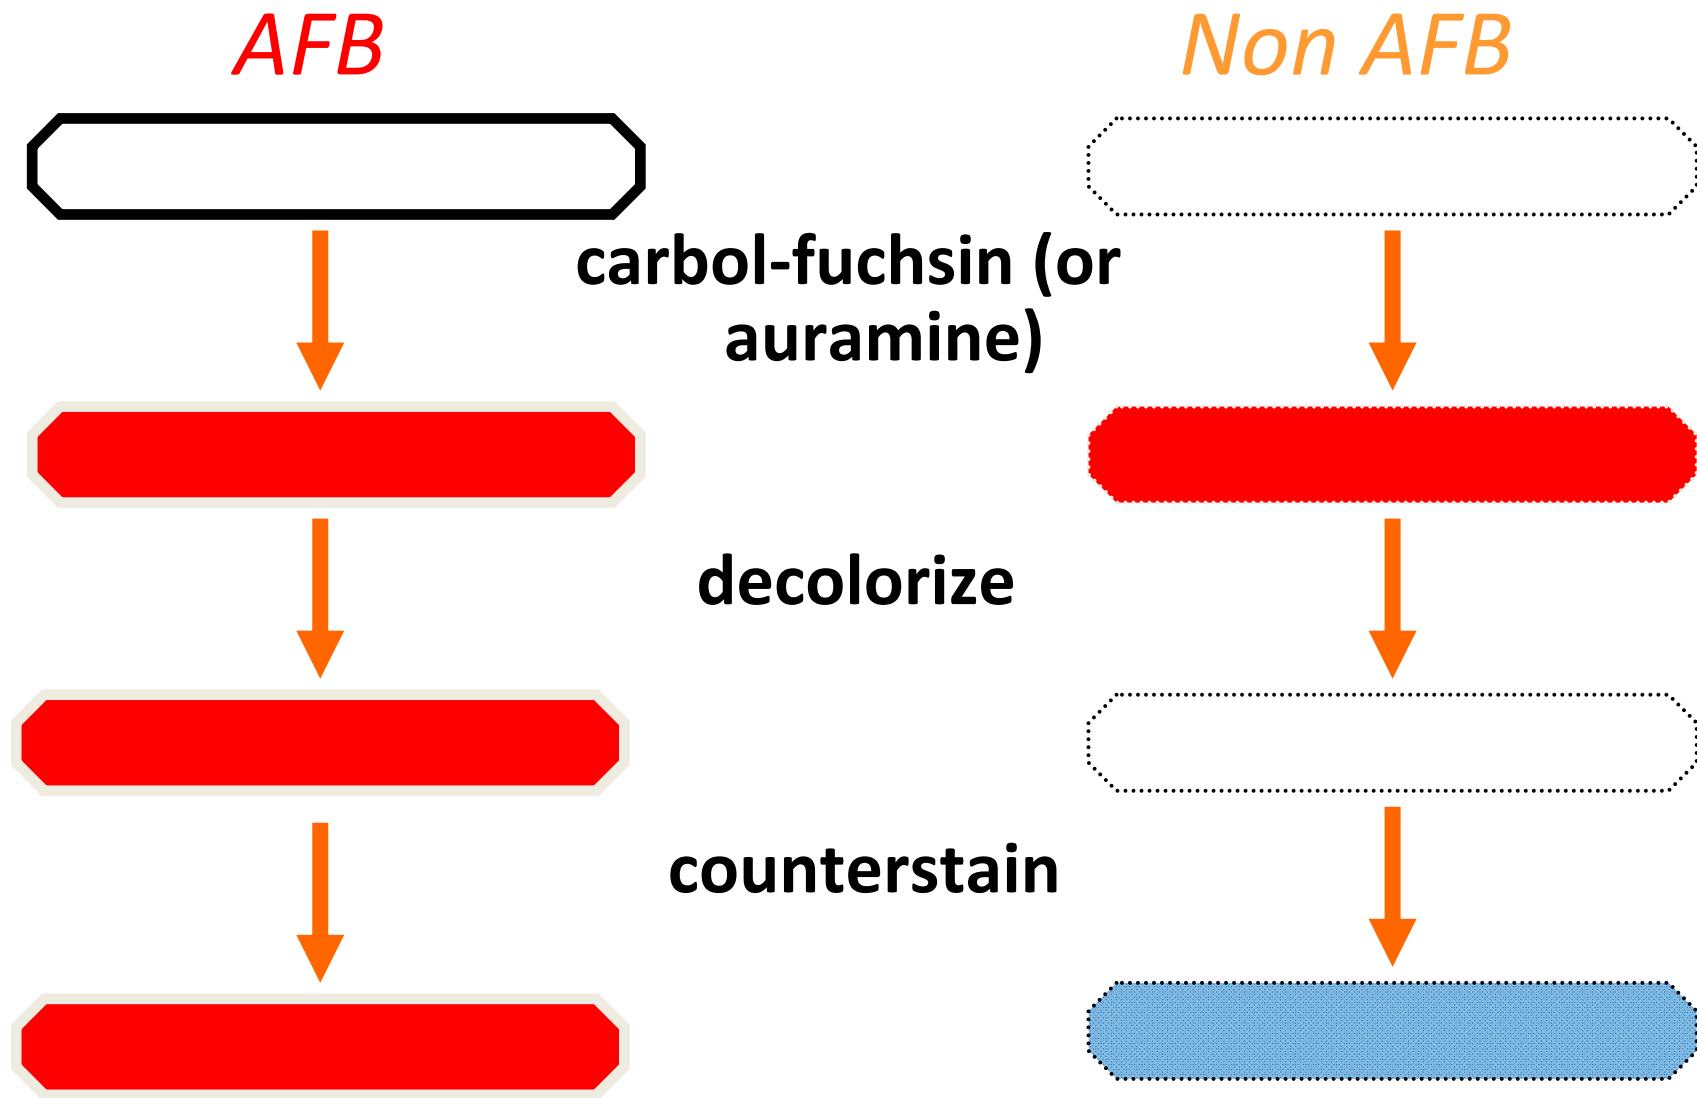 AFB
Non AFB
carbol-fuchsin (or
auramine)
decolorize
counterstain